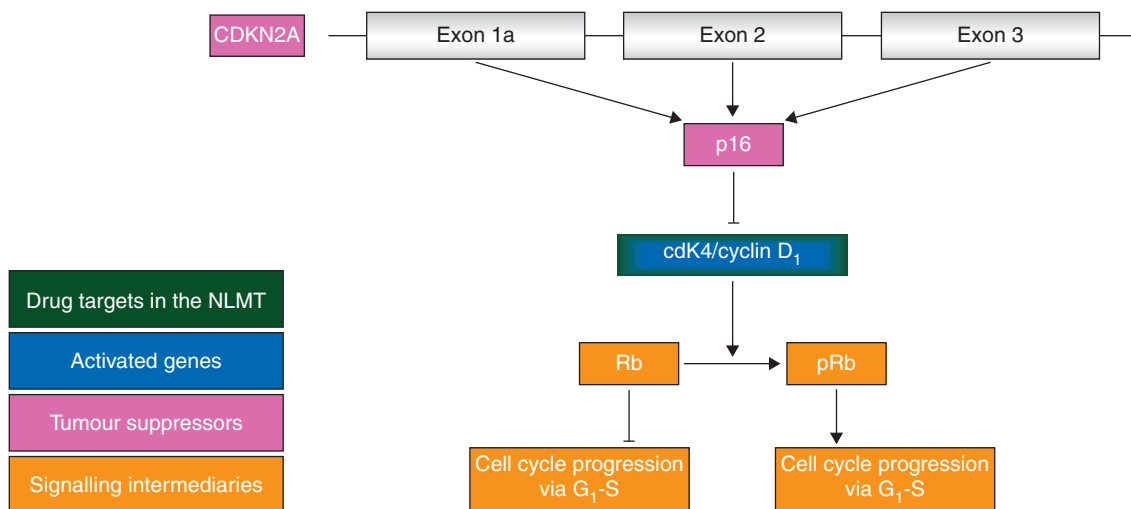 CDKN2A
Exon 1a
Exon 2
Exon 3
p16
cdK4/cyclin D₁
Rb
pRb
Cell cycle progression
via G₁-S
Cell cycle progression
via G₁-S
Drug targets in the NLMT
Activated genes
Tumour suppressors
Signalling intermediaries